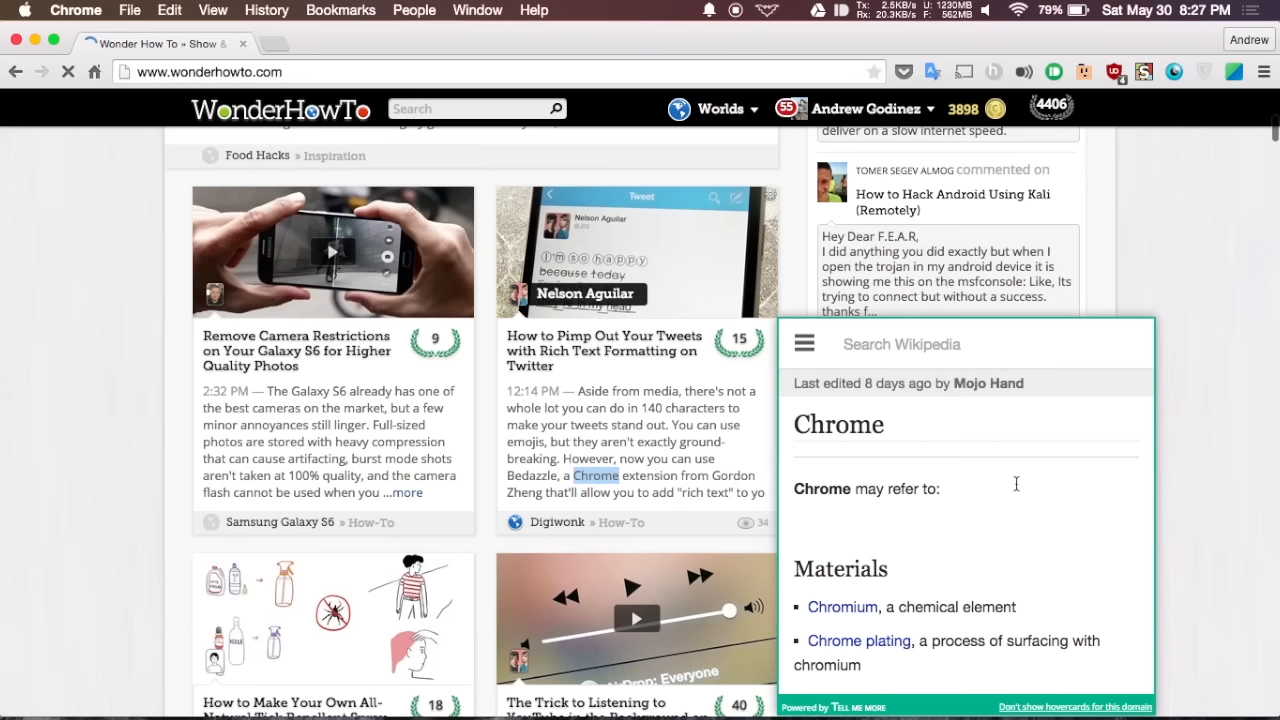 Chrome File Edit View History Bookmarks People Window Help
Tx: 2.5KB/s U: 1230MB
Rx: 20.3KB/s F: 562MB
79% Sat May 30 8:27 PM
Wonder How To » Show &
Andrew
www.wonderhowto.com
WonderHowTo Search Worlds 55 Andrew Godinez 3898 4406
Food Hacks » Inspiration
Remove Camera Restrictions
on Your Galaxy S6 for Higher
Quality Photos
9
2:32 PM — The Galaxy S6 already has one of
the best cameras on the market, but a few
minor annoyances still linger. Full-sized
photos are stored with heavy compression
that can cause artifacting, burst mode shots
aren't taken at 100% quality, and the camera
flash cannot be used when you ...more
Samsung Galaxy S6 » How-To
Tweet
Nelson Aguilar
I'm so happy
because today
Nelson Aguilar
How to Pimp Out Your Tweets
with Rich Text Formatting on
Twitter
15
12:14 PM — Aside from media, there's not a
whole lot you can do in 140 characters to
make your tweets stand out. You can use
emojis, but they aren't exactly ground-
breaking. However, now you can use
Bedazzle, a Chrome extension from Gordon
Zheng that'll allow you to add "rich text" to yo
Digiwonk » How-To 34
How to Make Your Own All-
18
AirDrop: Everyone
The Trick to Listening to
40
deliver on a slow internet speed.
TOMER SEGEV ALMOG commented on
How to Hack Android Using Kali
(Remotely)
Hey Dear F.E.A.R,
I did anything you did exactly but when I
open the trojan in my android device it is
showing me this on the msfconsole: Like, Its
trying to connect but without a success.
thanks f...
Search Wikipedia
Last edited 8 days ago by Mojo Hand
Chrome
Chrome may refer to:
Materials
▪ Chromium, a chemical element
▪ Chrome plating, a process of surfacing with
chromium
Powered by TELL ME MORE
Don't show hovercards for this domain